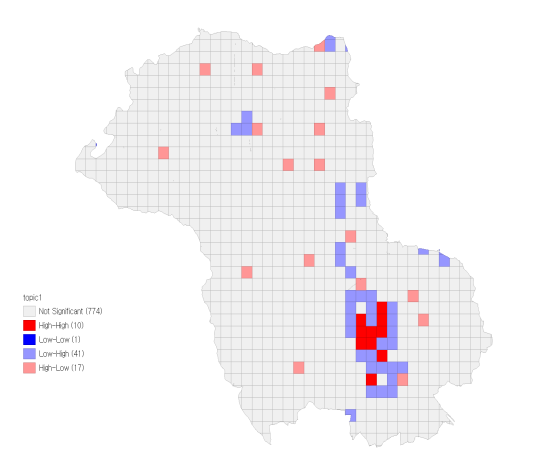 topic1
Not Significant (774)
High-High (10)
Low-Low (1)
Low-High (41)
High-Low (17)